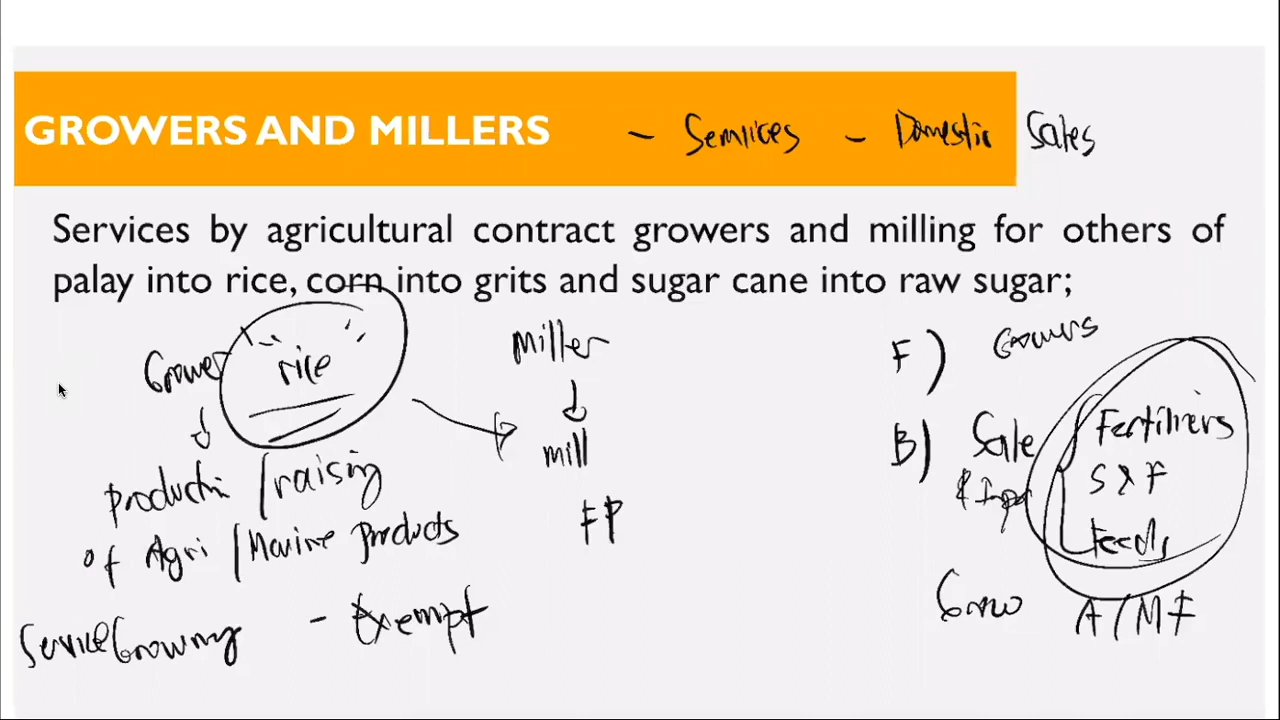 GROWERS AND MILLERS - Services - Domestic Sales
Services by agricultural contract growers and milling for others of
palay into rice, corn into grits and sugar cane into raw sugar;
Grower rice Miller F) Growers
mill B) Sale Fertilizers
production / raising & Impo S & F
of Agri / Marine Products FP Feeds
Service Growing - Exempt Grow A / M F